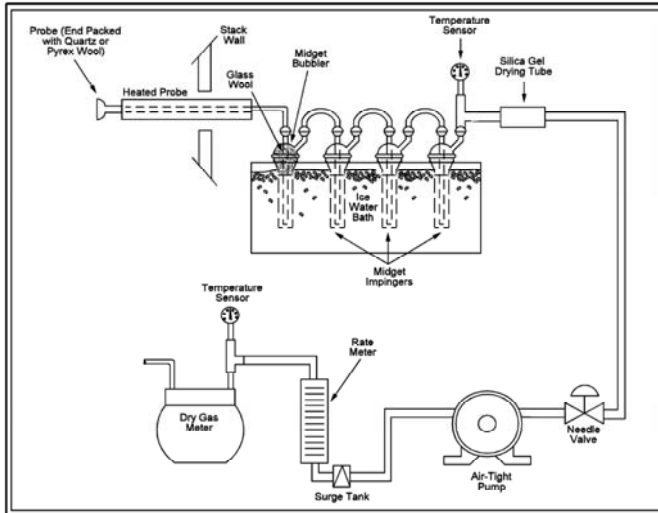 Probe (End Packed
with Quartz or
Pyrex Wool)
Stack
Wall
Temperature
Sensor
Midget
Bubbler
Silica Gel
Drying Tube
Glass
Wool
Heated Probe
Ice
Water
Bath
Midget
Impingers
Temperature
Sensor
Rate
Meter
Dry Gas
Meter
Needle
Valve
Surge Tank
Air-Tight
Pump